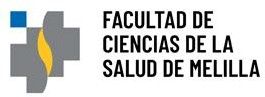 FACULTAD DE
CIENCIAS DE LA
SALUD DE MELILLA